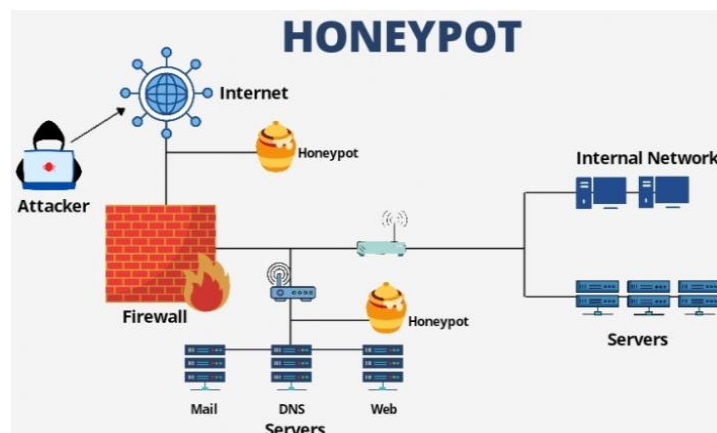 HONEYPOT
Internet
Honeypot
Attacker
Internal Network
Firewall
Honeypot
Servers
Mail
DNS
Web
Servers